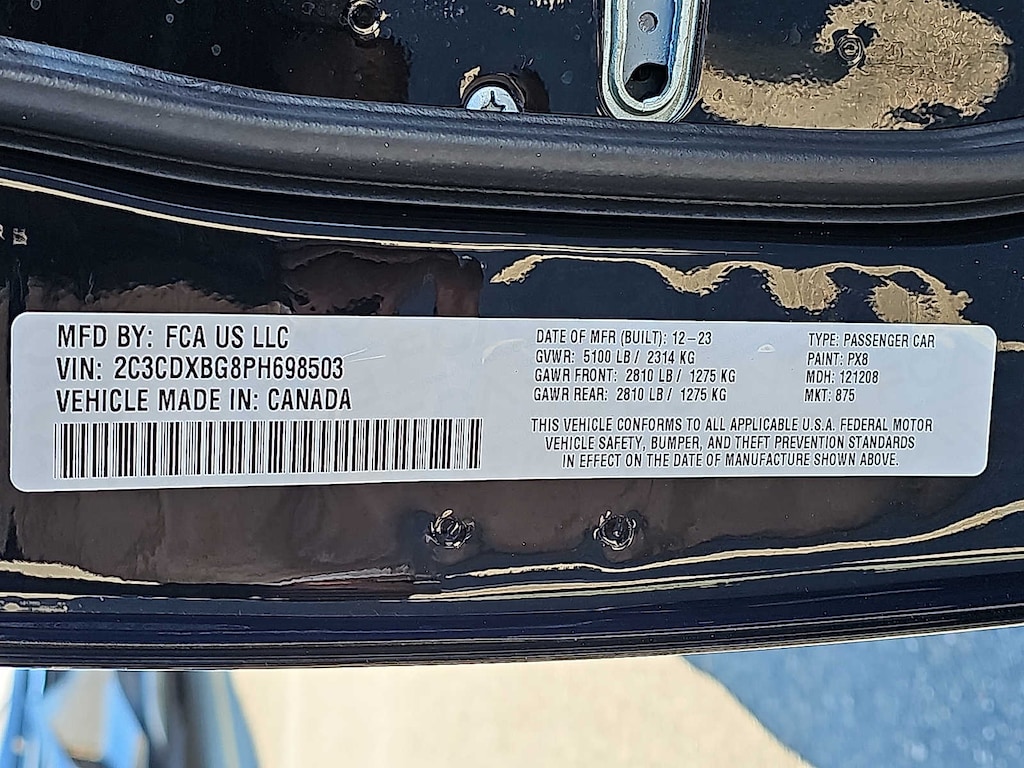 MFD BY: FCA US LLC
VIN: 2C3CDXBG8PH698503
VEHICLE MADE IN: CANADA
DATE OF MFR (BUILT): 12-23
GVWR: 5100 LB / 2314 KG
GAWR FRONT: 2810 LB / 1275 KG
GAWR REAR: 2810 LB / 1275 KG
TYPE: PASSENGER CAR
PAINT: PX8
MDH: 121208
MKT: 875
THIS VEHICLE CONFORMS TO ALL APPLICABLE U.S.A. FEDERAL MOTOR
VEHICLE SAFETY, BUMPER, AND THEFT PREVENTION STANDARDS
IN EFFECT ON THE DATE OF MANUFACTURE SHOWN ABOVE.